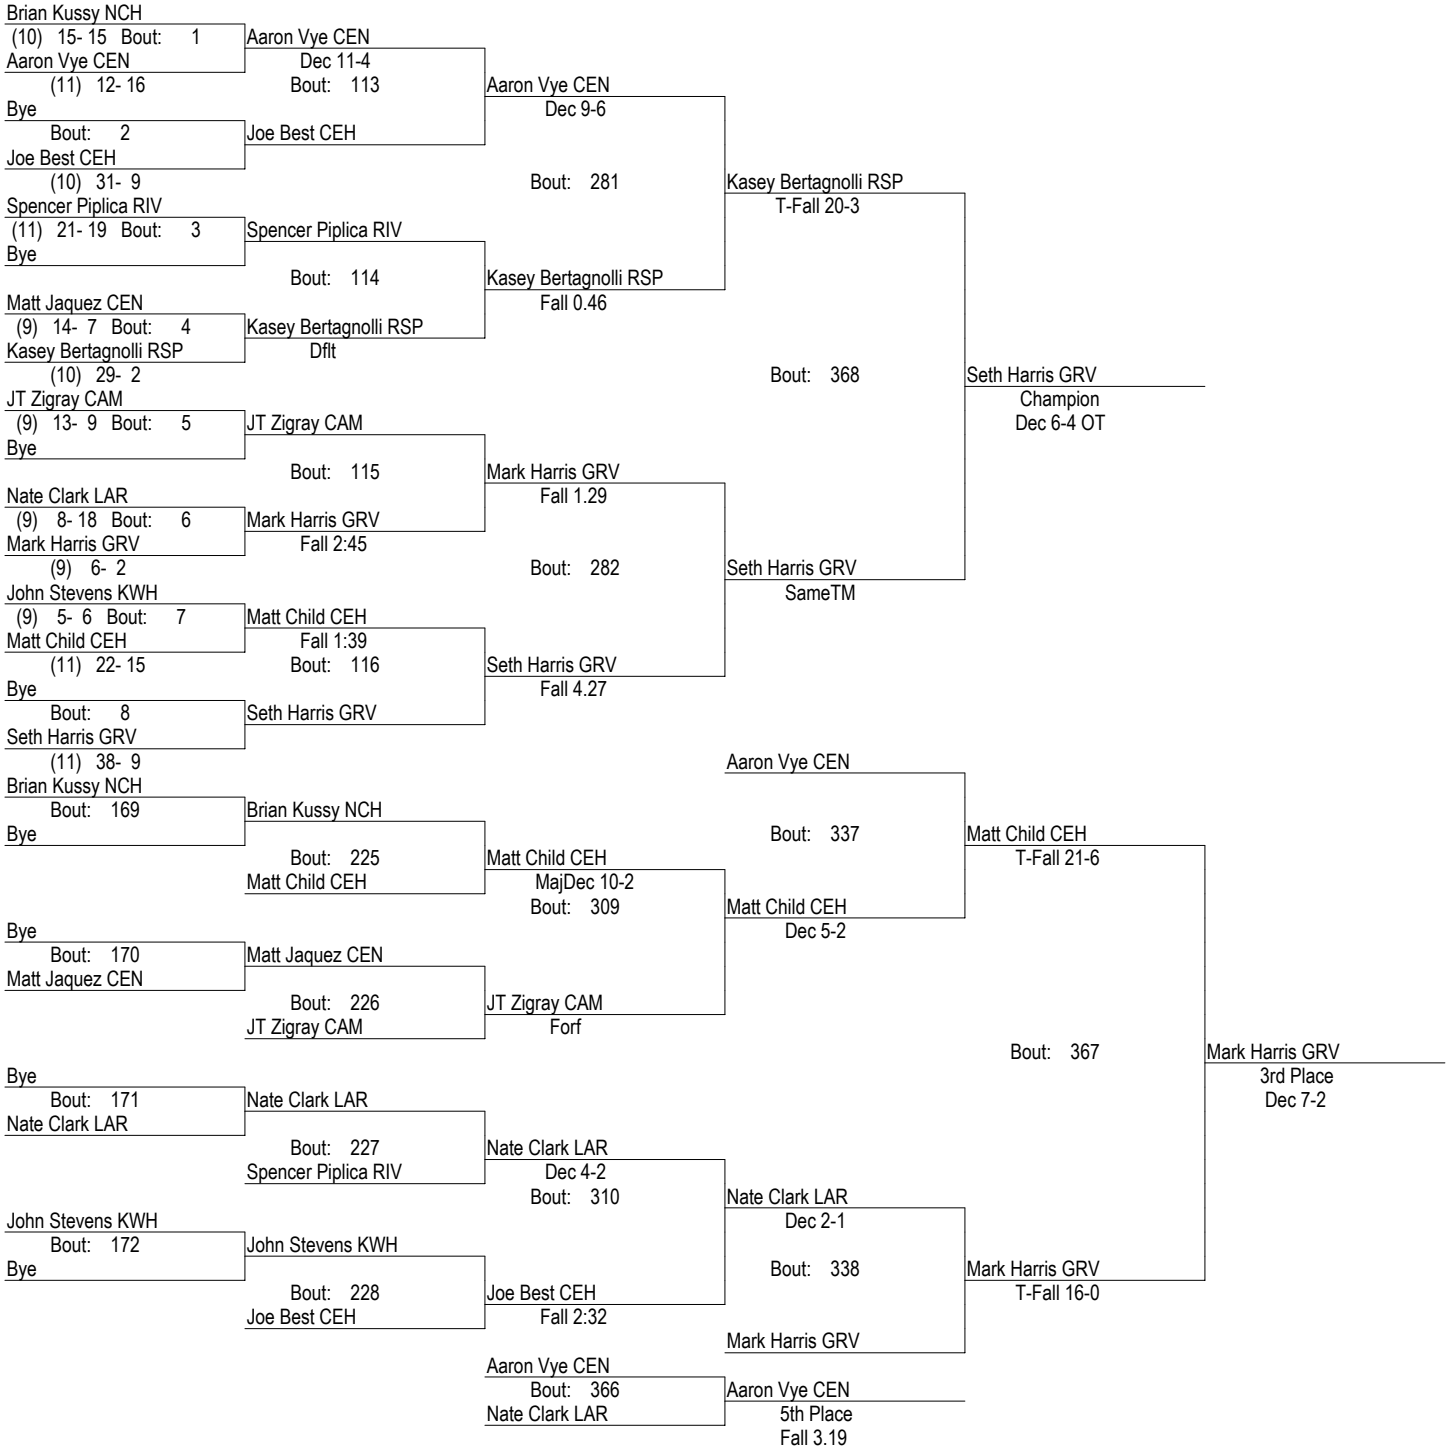 Brian Kussy NCH
(10) 15- 15 Bout: 1
Aaron Vye CEN
Aaron Vye CEN
Dec 11-4
(11) 12- 16
Bout: 113
Aaron Vye CEN
Bye
Dec 9-6
Bout: 2
Joe Best CEH
Joe Best CEH
(10) 31- 9
Bout: 281
Kasey Bertagnolli RSP
Spencer Piplica RIV
T-Fall 20-3
(11) 21- 19 Bout: 3
Spencer Piplica RIV
Bye
Bout: 114
Kasey Bertagnolli RSP
Matt Jaquez CEN
Fall 0.46
(9) 14- 7 Bout: 4
Kasey Bertagnolli RSP
Kasey Bertagnolli RSP
Dflt
(10) 29- 2
Bout: 368
Seth Harris GRV
JT Zigray CAM
Champion
(9) 13- 9 Bout: 5
JT Zigray CAM
Dec 6-4 OT
Bye
Bout: 115
Mark Harris GRV
Nate Clark LAR
Fall 1.29
(9) 8- 18 Bout: 6
Mark Harris GRV
Mark Harris GRV
Fall 2:45
(9) 6- 2
Bout: 282
Seth Harris GRV
John Stevens KWH
SameTM
(9) 5- 6 Bout: 7
Matt Child CEH
Matt Child CEH
Fall 1:39
(11) 22- 15
Bout: 116
Seth Harris GRV
Bye
Fall 4.27
Bout: 8
Seth Harris GRV
Seth Harris GRV
(11) 38- 9
Aaron Vye CEN
Brian Kussy NCH
Bout: 169
Brian Kussy NCH
Bye
Bout: 337
Matt Child CEH
Bout: 225
Matt Child CEH
T-Fall 21-6
Matt Child CEH
MajDec 10-2
Bout: 309
Matt Child CEH
Bye
Dec 5-2
Bout: 170
Matt Jaquez CEN
Matt Jaquez CEN
Bout: 226
JT Zigray CAM
JT Zigray CAM
Forf
Bout: 367
Mark Harris GRV
Bye
3rd Place
Bout: 171
Nate Clark LAR
Dec 7-2
Nate Clark LAR
Bout: 227
Nate Clark LAR
Spencer Piplica RIV
Dec 4-2
Bout: 310
Nate Clark LAR
John Stevens KWH
Dec 2-1
Bout: 172
John Stevens KWH
Bye
Bout: 338
Mark Harris GRV
Bout: 228
Joe Best CEH
T-Fall 16-0
Joe Best CEH
Fall 2:32
Mark Harris GRV
Aaron Vye CEN
Bout: 366
Aaron Vye CEN
Nate Clark LAR
5th Place
Fall 3.19